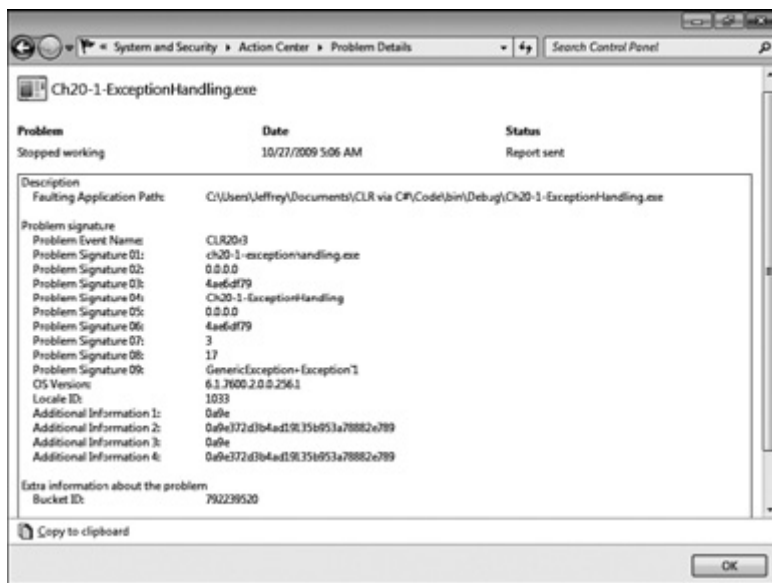 « System and Security ▸ Action Center ▸ Problem Details
Search Control Panel
Ch20-1-ExceptionHandling.exe
Problem Date Status
Stopped working 10/27/2009 5:06 AM Report sent
Description
Faulting Application Path: C:\Users\Jeffrey\Documents\CLR via C#\Code\bin\Debug\Ch20-1-ExceptionHandling.exe
Problem signature
Problem Event Name: CLR20r3
Problem Signature 01: ch20-1-exceptionhandling.exe
Problem Signature 02: 0.0.0.0
Problem Signature 03: 4ae6df79
Problem Signature 04: Ch20-1-ExceptionHandling
Problem Signature 05: 0.0.0.0
Problem Signature 06: 4ae6df79
Problem Signature 07: 3
Problem Signature 08: 17
Problem Signature 09: GenericException+Exception`1
OS Version: 6.1.7600.2.0.0.256.1
Locale ID: 1033
Additional Information 1: 0a9e
Additional Information 2: 0a9e372d3b4ad19135b953a78882e789
Additional Information 3: 0a9e
Additional Information 4: 0a9e372d3b4ad19135b953a78882e789
Extra information about the problem
Bucket ID: 792239520
Copy to clipboard
OK